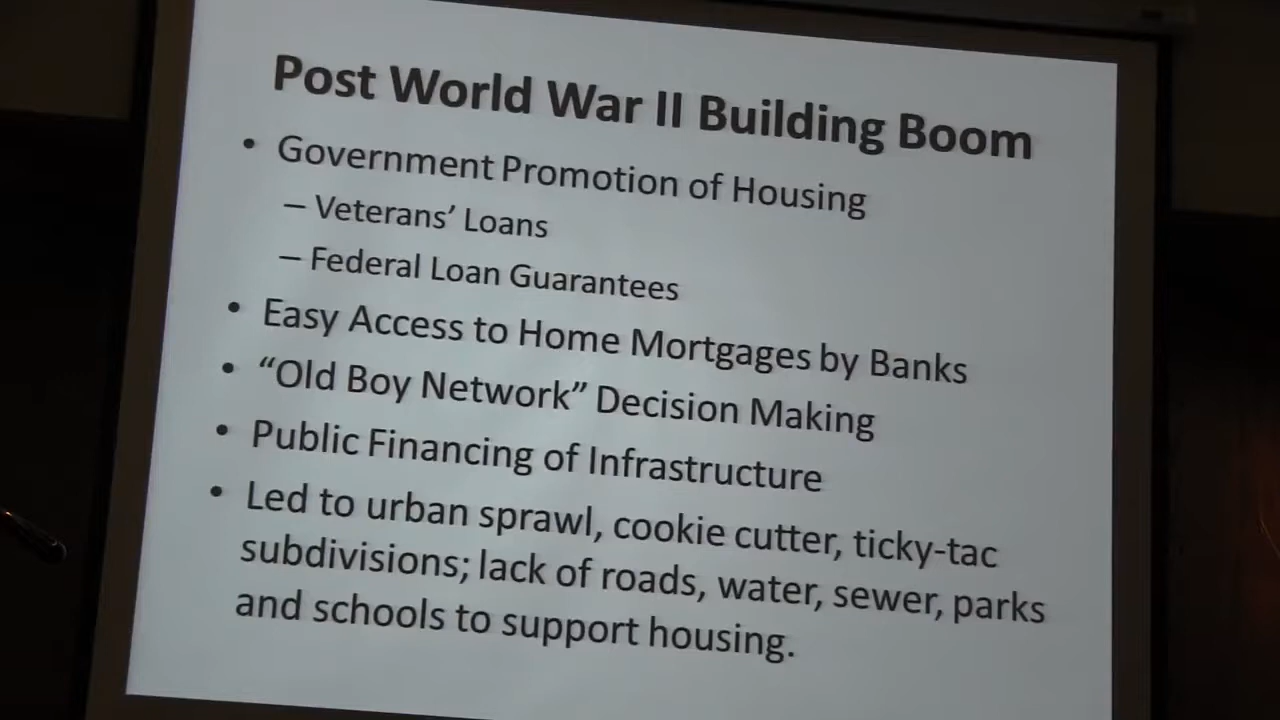 Post World War II Building Boom
• Government Promotion of Housing
– Veterans’ Loans
– Federal Loan Guarantees
• Easy Access to Home Mortgages by Banks
• “Old Boy Network” Decision Making
• Public Financing of Infrastructure
• Led to urban sprawl, cookie cutter, ticky-tac
subdivisions; lack of roads, water, sewer, parks
and schools to support housing.